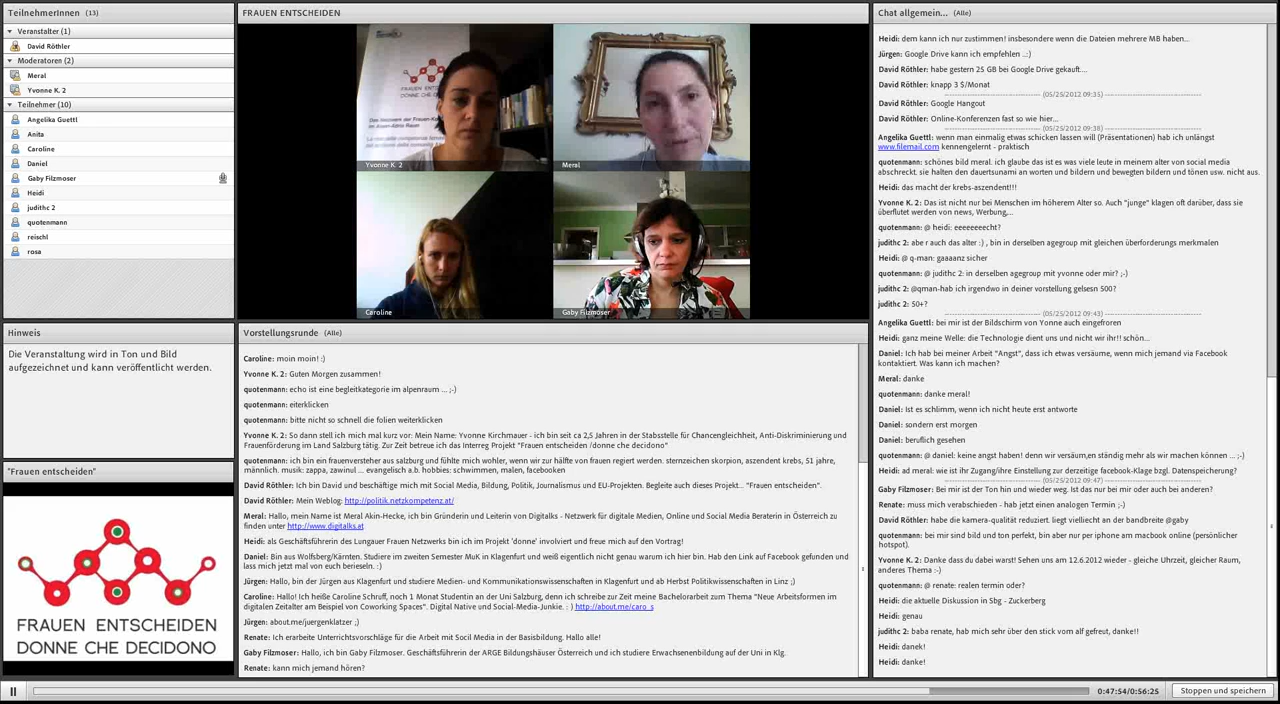 TeilnehmerInnen (13)
Veranstalter (1)
David Röthler
Moderatoren (2)
Meral
Yvonne K. 2
Teilnehmer (10)
Angelika Guettl
Anita
Caroline
Daniel
Gaby Filzmoser
Heidi
judithc 2
quotenmann
reischl
rosa
Hinweis
Die Veranstaltung wird in Ton und Bild
aufgezeichnet und kann veröffentlicht werden.
"Frauen entscheiden"
FRAUEN ENTSCHEIDEN
DONNE CHE DECIDONO
FRAUEN ENTSCHEIDEN
FRAUEN
ENTSCHEID
DONNE CHE DECI
Yvonne K. 2
Meral
Caroline
Gaby Filzmoser
Vorstellungsrunde (Alle)
Caroline: moin moin! :)
Yvonne K. 2: Guten Morgen zusammen!
quotenmann: echo ist eine begleitkategorie im alpenraum ... ;-)
quotenmann: eiterklicken
quotenmann: bitte nicht so schnell die folien weiterklicken
Yvonne K. 2: So dann stell ich mich mal kurz vor: Mein Name: Yvonne Kirchmauer - ich bin seit ca 2,5 Jahren in der Stabsstelle für Chancengleichheit, Anti-Diskriminierung und
Frauenförderung im Land Salzburg tätig. Zur Zeit betreue ich das Interreg Projekt "Frauen entscheiden /donne che decidono"
quotenmann: ich bin ein frauenversteher aus salzburg und fühlte mich wohler, wenn wir zur hälfte von frauen regiert werden. sternzeichen skorpion, aszendent krebs, 51 jahre,
männlich. musik: zappa, zawinul ... evangelisch a.b. hobbies: schwimmen, malen, facebooken
David Röthler: Ich bin David und beschäftige mich mit Social Media, Bildung, Politik, Journalismus und EU-Projekten. Begleite auch dieses Projekt... "Frauen entscheiden".
David Röthler: Mein Weblog: http://politik.netzkompetenz.at/
Meral: Hallo, mein Name ist Meral Akin-Hecke, ich bin Gründerin und Leiterin von Digitalks - Netzwerk für digitale Medien, Online und Social Media Beraterin in Österreich zu
finden unter http://www.digitalks.at
Heidi: als Geschäftsführerin des Lungauer Frauen Netzwerks bin ich im Projekt 'donne' involviert und freue mich auf den Vortrag!
Daniel: Bin aus Wolfsberg/Kärnten. Studiere im zweiten Semester MuK in Klagenfurt und weiß eigentlich nicht genau warum ich hier bin. Hab den Link auf Facebook gefunden und
lass mich jetzt mal von euch berieseln. :)
Jürgen: Hallo, bin der Jürgen aus Klagenfurt und studiere Medien- und Kommunikationswissenschaften in Klagenfurt und ab Herbst Politikwissenschaften in Linz ;)
Caroline: Hallo! Ich heiße Caroline Schruff, noch 1 Monat Studentin an der Uni Salzburg, denn ich schreibe zur Zeit meine Bachelorarbeit zum Thema "Neue Arbeitsformen im
digitalen Zeitalter am Beispiel von Coworking Spaces". Digital Native und Social-Media-Junkie. : ) http://about.me/caro_s
Jürgen: about.me/juergenklatzer ;)
Renate: Ich erarbeite Unterrichtsvorschläge für die Arbeit mit Socil Media in der Basisbildung. Hallo alle!
Gaby Filzmoser: Hallo, ich bin Gaby Filzmoser. Geschäftsführerin der ARGE Bildungshäuser Österreich und ich studiere Erwachsenenbildung auf der Uni in Klg.
Renate: kann mich jemand hören?
Chat allgemein... (Alle)
Heidi: dem kann ich nur zustimmen! insbesondere wenn die Dateien mehrere MB haben...
Jürgen: Google Drive kann ich empfehlen ..:)
David Röthler: habe gestern 25 GB bei Google Drive gekauft....
David Röthler: knapp 3 $/Monat
(05/25/2012 09:35)
David Röthler: Google Hangout
David Röthler: Online-Konferenzen fast so wie hier...
(05/25/2012 09:38)
Angelika Guettl: wenn man einmalig etwas schicken lassen will (Präsentationen) hab ich unlängst
www.filemail.com kennengelernt - praktisch
quotenmann: schönes bild meral. ich glaube das ist es was viele leute in meinem alter von social media
abschreckt. sie halten den dauertsunami an worten und bildern und bewegten bildern und tönen usw. nicht aus.
Heidi: das macht der krebs-aszendent!!!
Yvonne K. 2: Das ist nicht nur bei Menschen im höherem Alter so. Auch "junge" klagen oft darüber, dass sie
überflutet werden von news, Werbung,...
quotenmann: @ heidi: eeeeeeeecht?
judithc 2: abe r auch das alter :) , bin in derselben agegroup mit gleichen überforderungs merkmalen
Heidi: @ q-man: gaaaanz sicher
quotenmann: @ judithc 2: in derselben agegroup mit yvonne oder mir? ;-)
judithc 2: @qman-hab ich irgendwo in deiner vorstellung gelsesn 500?
judithc 2: 50+?
(05/25/2012 09:43)
Angelika Guettl: bei mir ist der Bildschirm von Yonne auch eingefroren
Heidi: ganz meine Welle: die Technologie dient uns und nicht wir ihr!! schön...
Daniel: Ich hab bei meiner Arbeit "Angst", dass ich etwas versäume, wenn mich jemand via Facebook
kontaktiert. Was kann ich machen?
Meral: danke
quotenmann: danke meral!
Daniel: Ist es schlimm, wenn ich nicht heute erst antworte
Daniel: sondern erst morgen
Daniel: beruflich gesehen
quotenmann: @ daniel: keine angst haben! denn wir versäum,en ständig mehr als wir machen können ... ;-)
Heidi: ad meral: wie ist ihr Zugang/ihre Einstellung zur derzeitige facebook-Klage bzgl. Datenspeicherung?
(05/25/2012 09:47)
Gaby Filzmoser: Bei mir ist der Ton hin und wieder weg. Ist das nur bei mir oder auch bei anderen?
Renate: muss mich verabschieden - hab jetzt einen analogen Termin ;-)
David Röthler: habe die kamera-qualität reduziert. liegt vielliecht an der bandbreite @gaby
quotenmann: bei mir sind bild und ton perfekt, bin aber nur per iphone am macbook online (persönlicher
hotspot).
Yvonne K. 2: Danke dass du dabei warst! Sehen uns am 12.6.2012 wieder - gleiche Uhrzeit, gleicher Raum,
anderes Thema :-)
quotenmann: @ renate: realen termin oder?
Heidi: die aktuelle Diskussion in Sbg - Zuckerberg
Heidi: genau
judithc 2: baba renate, hab mich sehr über den stick vom alf gefreut, danke!!
Heidi: danek!
Heidi: danke!
0:47:54/0:56:25
Stoppen und speichern